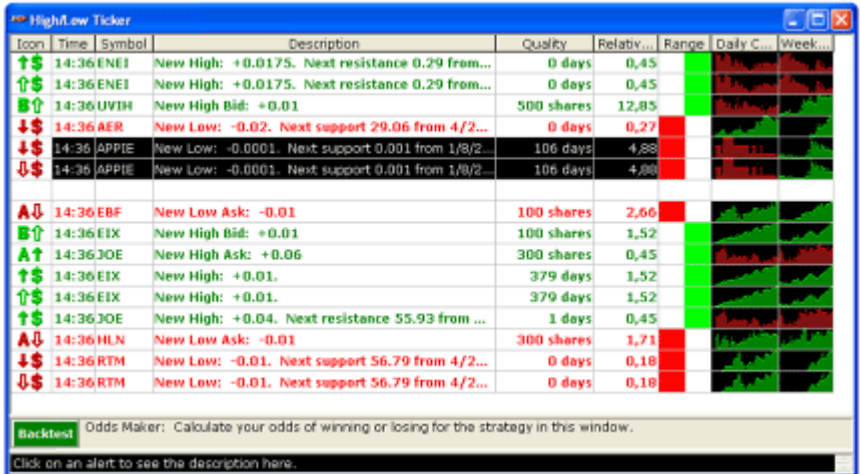 High/Low Ticker
Icon Time Symbol Description Quality Relativ... Range Daily C... Week...
↑$ 14:36 ENEI New High: +0.0175. Next resistance 0.29 from... 0 days 0,45
⇧$ 14:36 ENEI New High: +0.0175. Next resistance 0.29 from... 0 days 0,45
B⇧ 14:36 UVIH New High Bid: +0.01 500 shares 12,85
↓$ 14:36 AER New Low: -0.02. Next support 29.06 from 4/2... 0 days 0,27
↓$ 14:36 APPIE New Low: -0.0001. Next support 0.001 from 1/8/2... 106 days 4,88
⇩$ 14:36 APPIE New Low: -0.0001. Next support 0.001 from 1/8/2... 106 days 4,88
A⇩ 14:36 EBF New Low Ask: -0.01 100 shares 2,66
B⇧ 14:36 EIX New High Bid: +0.01 100 shares 1,52
A↑ 14:36 JOE New High Ask: +0.06 300 shares 0,45
↑$ 14:36 EIX New High: +0.01. 379 days 1,52
⇧$ 14:36 EIX New High: +0.01. 379 days 1,52
↑$ 14:36 JOE New High: +0.04. Next resistance 55.93 from ... 1 days 0,45
A⇩ 14:36 HLN New Low Ask: -0.01 300 shares 1,71
↓$ 14:36 RTM New Low: -0.01. Next support 56.79 from 4/2... 0 days 0,18
⇩$ 14:36 RTM New Low: -0.01. Next support 56.79 from 4/2... 0 days 0,18
Backtest Odds Maker: Calculate your odds of winning or losing for the strategy in this window.
Click on an alert to see the description here.